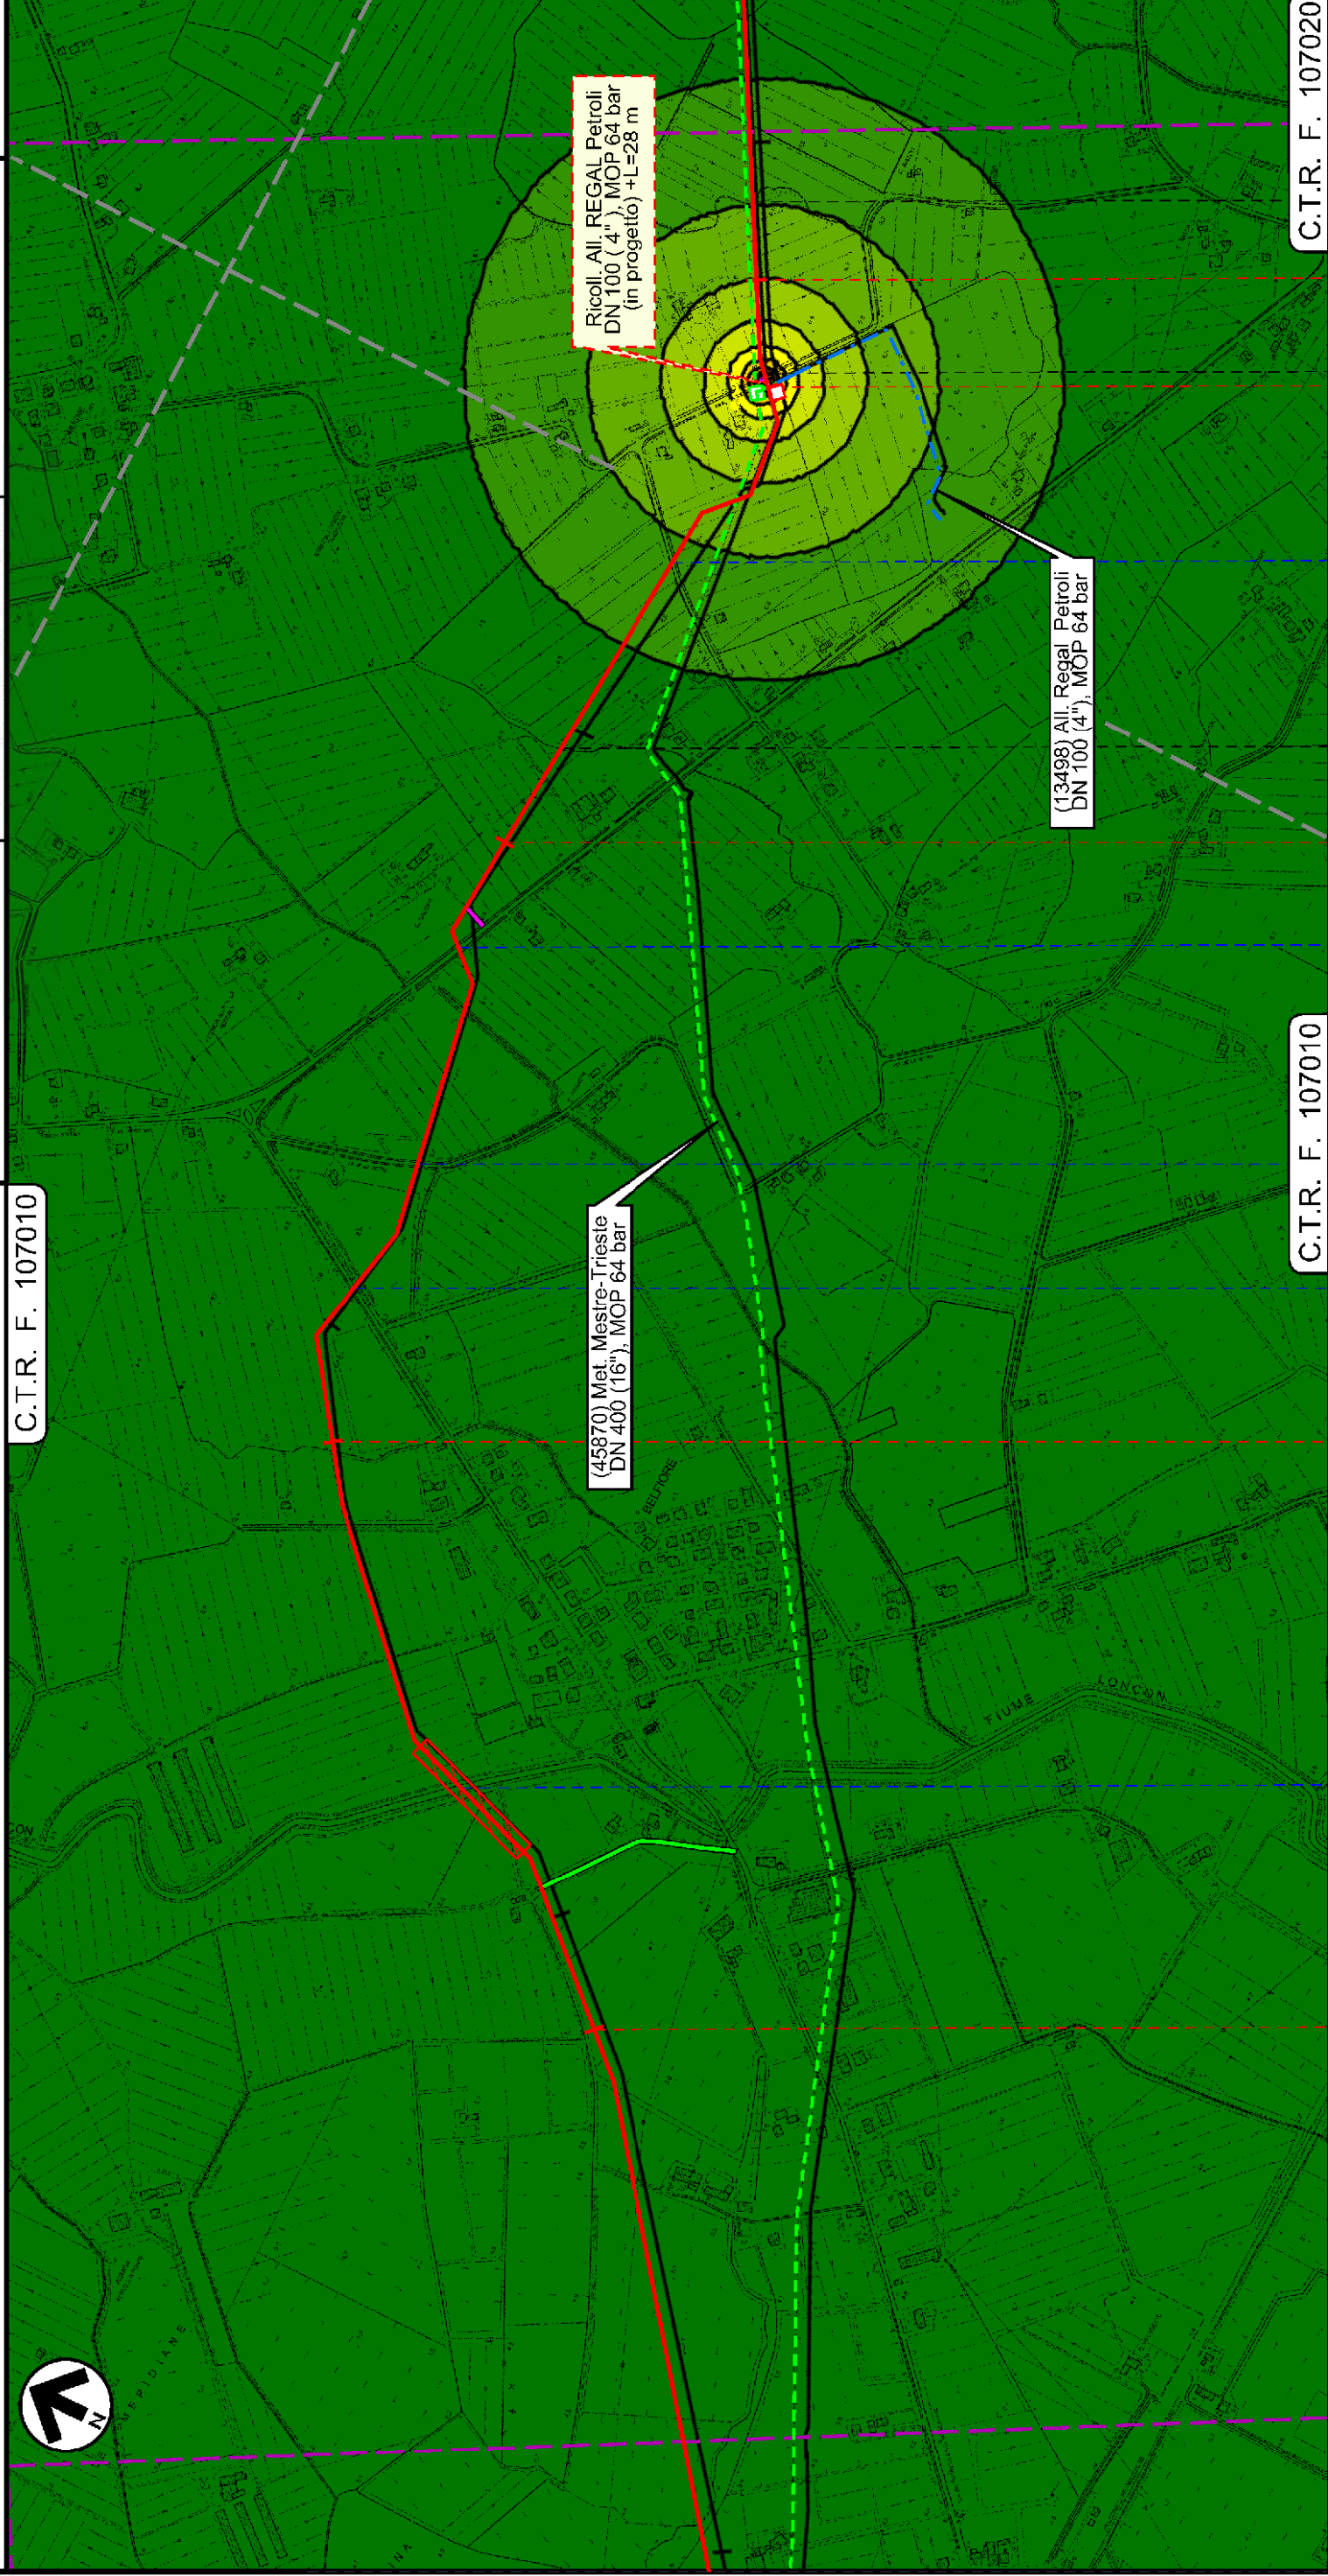 C.T.R. F. 107020
Ricoll. All. REGAL Petroli
DN 100 ( 4" ), MOP 64 bar
(in progetto) +L=28 m
(13498) All. Regal Petroli
DN 100 (4"), MOP 64 bar
C.T.R. F. 107010
C.T.R. F. 107010
(45870) Met. Mestre-Trieste
DN 400 (16"), MOP 64 bar
BELFIORE
FIUME LONCON
N